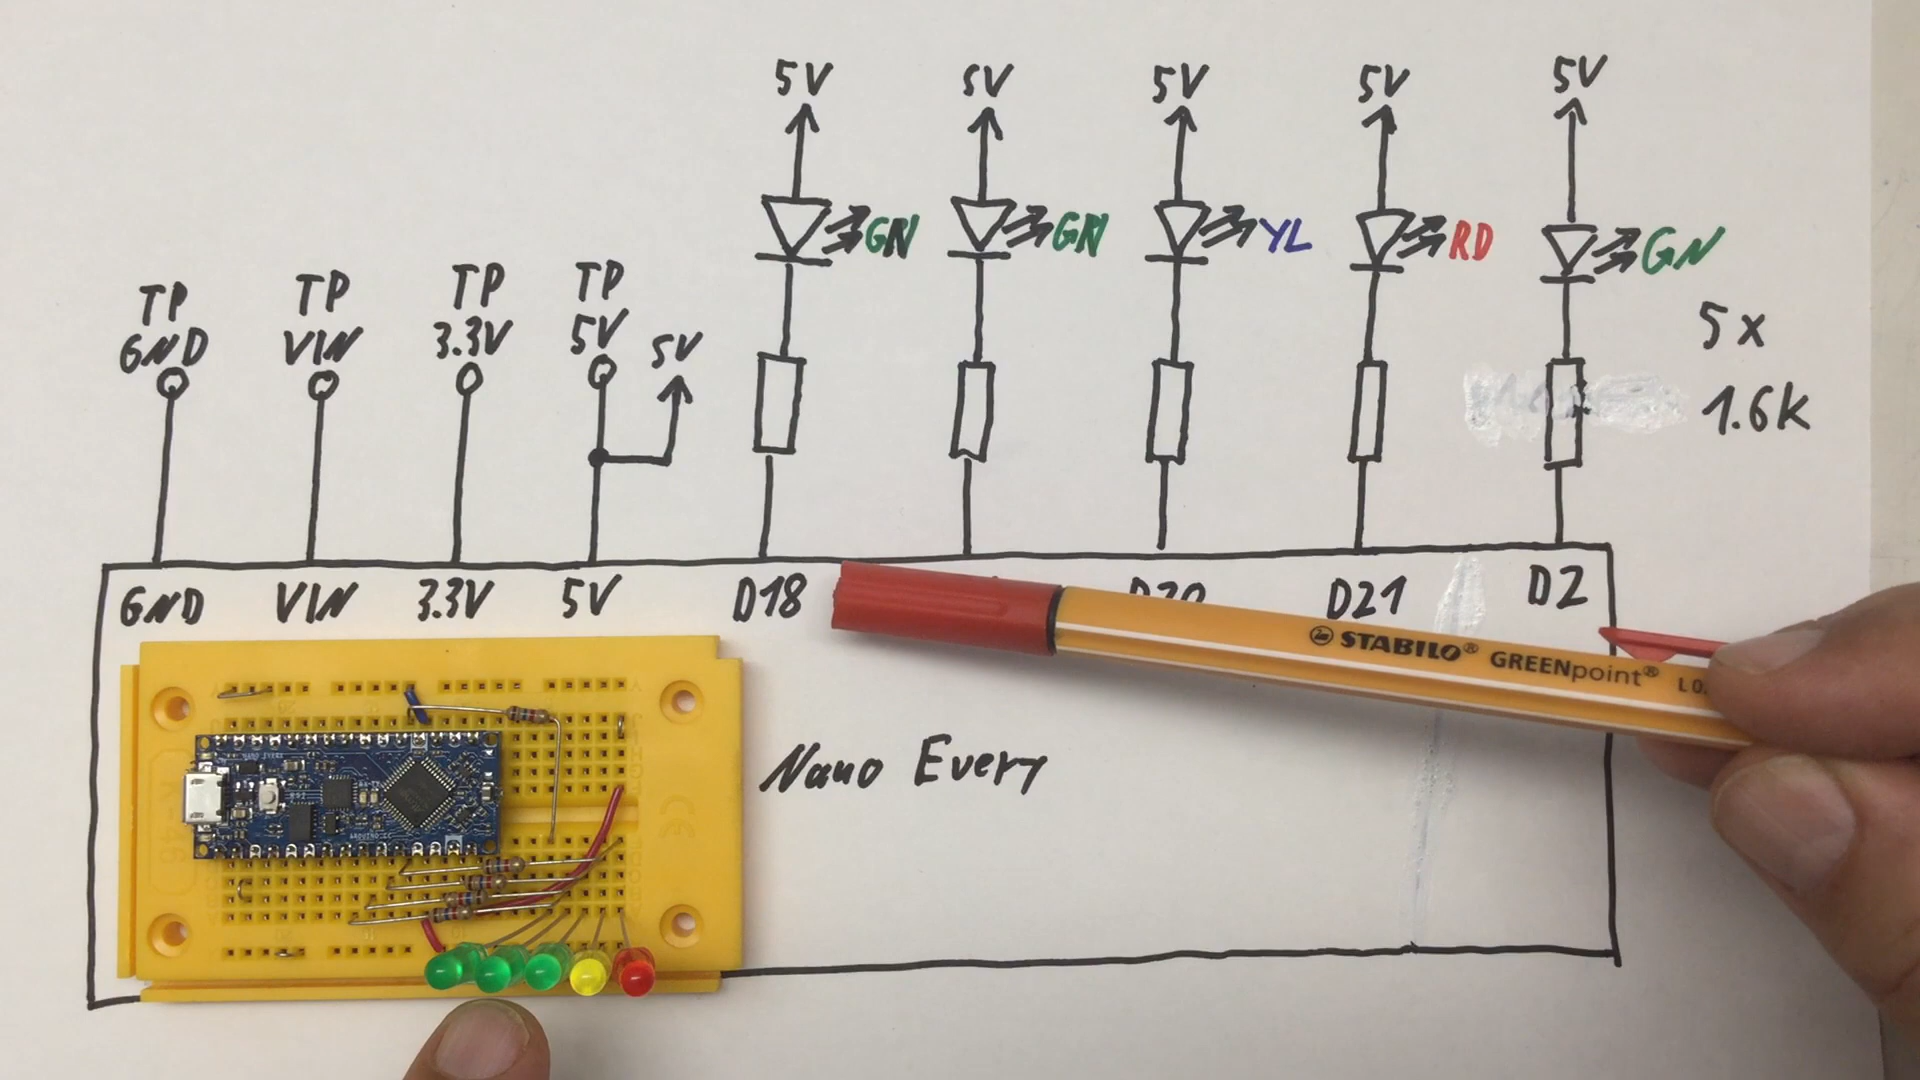 5V 5V 5V 5V 5V
GN GN YL RD GN
TP TP TP TP
GND VIN 3.3V 5V 5V
5x
1.6k
GND VIN 3.3V 5V D18 D20 D21 D2
STABILO® GREENpoint®
Nano Every